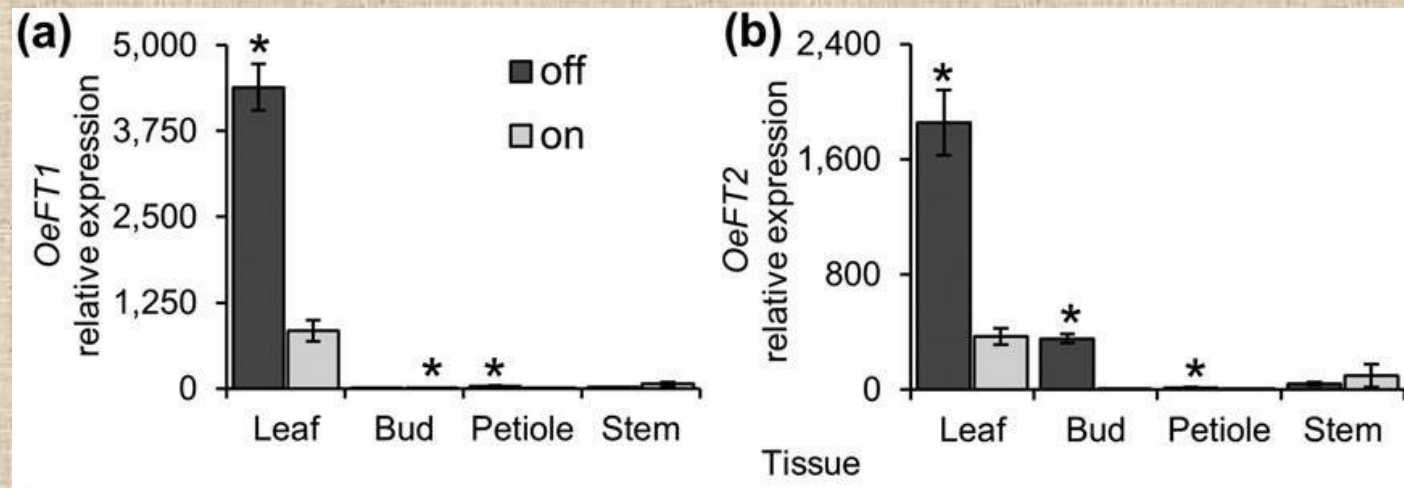 (a)
OeFT1
relative expression
5,000
3,750
2,500
1,250
0
*
* *
off
on
Leaf Bud Petiole Stem
(b)
OeFT2
relative expression
2,400
1,600
800
0
*
*
*
Leaf Bud Petiole Stem
Tissue